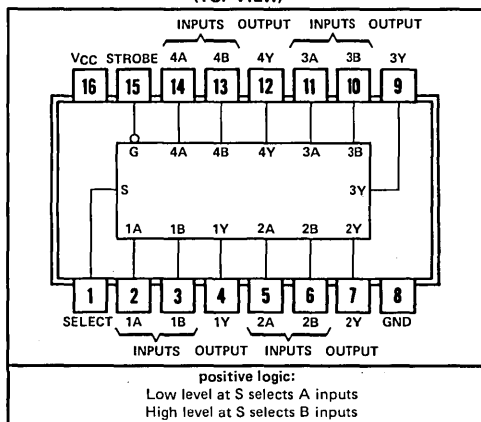 (TOP VIEW)
INPUTS OUTPUT INPUTS OUTPUT
VCC STROBE 4A 4B 4Y 3A 3B 3Y
16 15 14 13 12 11 10 9
G 4A 4B 4Y 3A 3B
S 3Y
1A 1B 1Y 2A 2B 2Y
1 2 3 4 5 6 7 8
SELECT 1A 1B 1Y 2A 2B 2Y GND
INPUTS OUTPUT INPUTS OUTPUT
positive logic:
Low level at S selects A inputs
High level at S selects B inputs